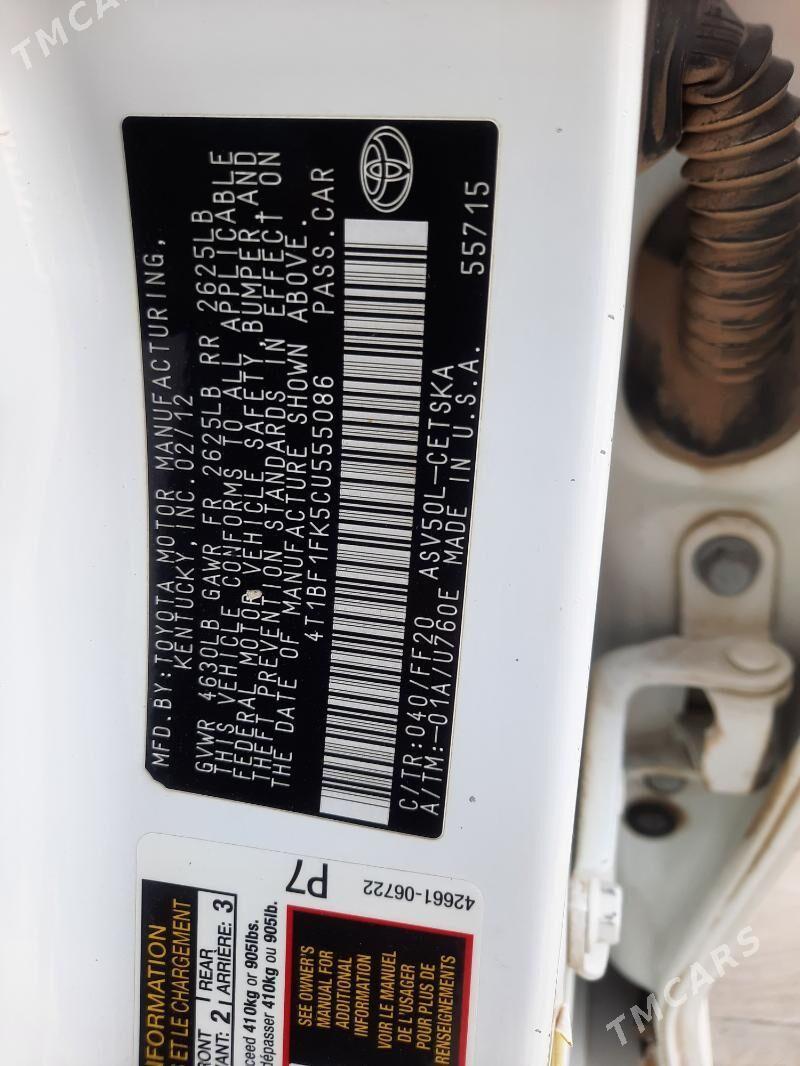 TMCARS
MFD.BY:TOYOTA MOTOR MANUFACTURING,
KENTUCKY, INC.02/12
GVWR 4630LB GAWR FR 2625LB RR 2625LB
THIS VEHICLE CONFORMS TO ALL APPLICABLE
FEDERAL MOTOR VEHICLE SAFETY, BUMPER, AND
THEFT PREVENTION STANDARDS IN EFFECT ON
THE DATE OF MANUFACTURE SHOWN ABOVE.
4T1BF1FK5CU555086 PASS.CAR
C/TR:040/FF20 ASV50L-CETSKA 55715
A/TM:-01A/U760E MADE IN U.S.A.
P7
42661-06722
INFORMATION
ET LE CHARGEMENT
REAR
2 ARRIÈRE: 3
410kg or 905lbs.
dépasser 410kg ou 905lb.
SEE OWNER'S
MANUAL FOR
ADDITIONAL
INFORMATION
VOIR LE MANUEL
DE L'USAGER
POUR PLUS DE
RENSEIGNEMENTS
TMCARS